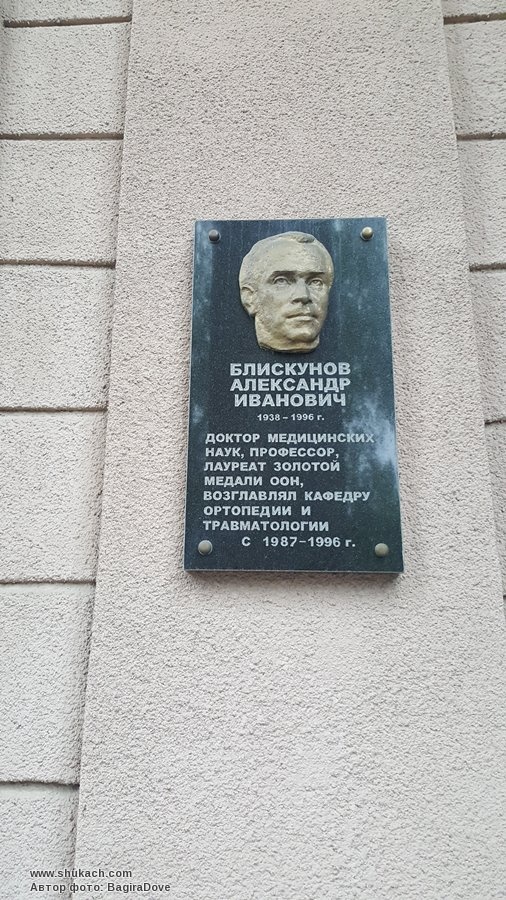 БЛИСКУНОВ
АЛЕКСАНДР
ИВАНОВИЧ
1938 – 1996 г.
ДОКТОР МЕДИЦИНСКИХ
НАУК, ПРОФЕССОР,
ЛАУРЕАТ ЗОЛОТОЙ
МЕДАЛИ ООН,
ВОЗГЛАВЛЯЛ КАФЕДРУ
ОРТОПЕДИИ И
ТРАВМАТОЛОГИИ
С 1987–1996 г.
www.shukach.com
Автор фото: BagiraDove